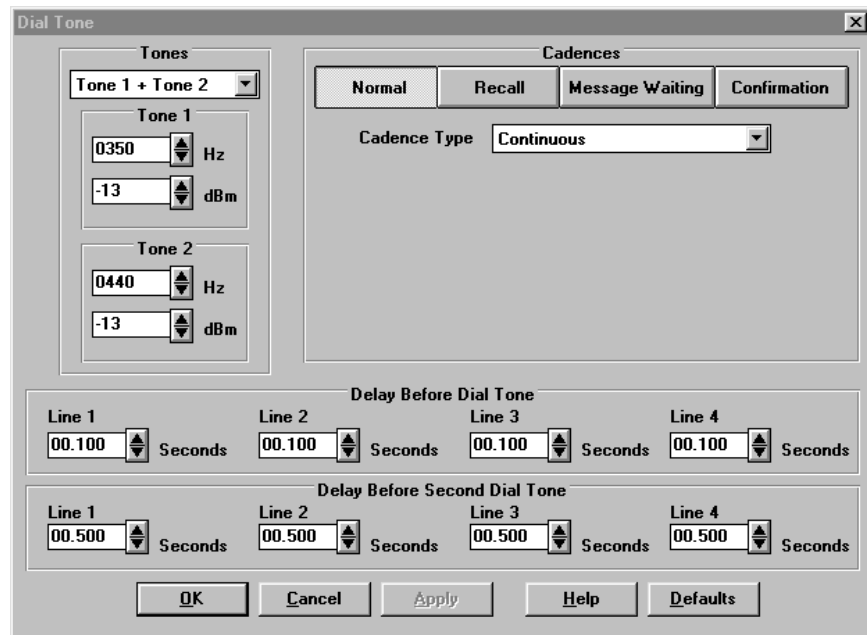 Dial Tone
Tones
Tone 1 + Tone 2
Tone 1
0350 Hz
-13 dBm
Tone 2
0440 Hz
-13 dBm
Cadences
Normal Recall Message Waiting Confirmation
Cadence Type Continuous
Delay Before Dial Tone
Line 1 Line 2 Line 3 Line 4
00.100 Seconds 00.100 Seconds 00.100 Seconds 00.100 Seconds
Delay Before Second Dial Tone
Line 1 Line 2 Line 3 Line 4
00.500 Seconds 00.500 Seconds 00.500 Seconds 00.500 Seconds
OK Cancel Apply Help Defaults